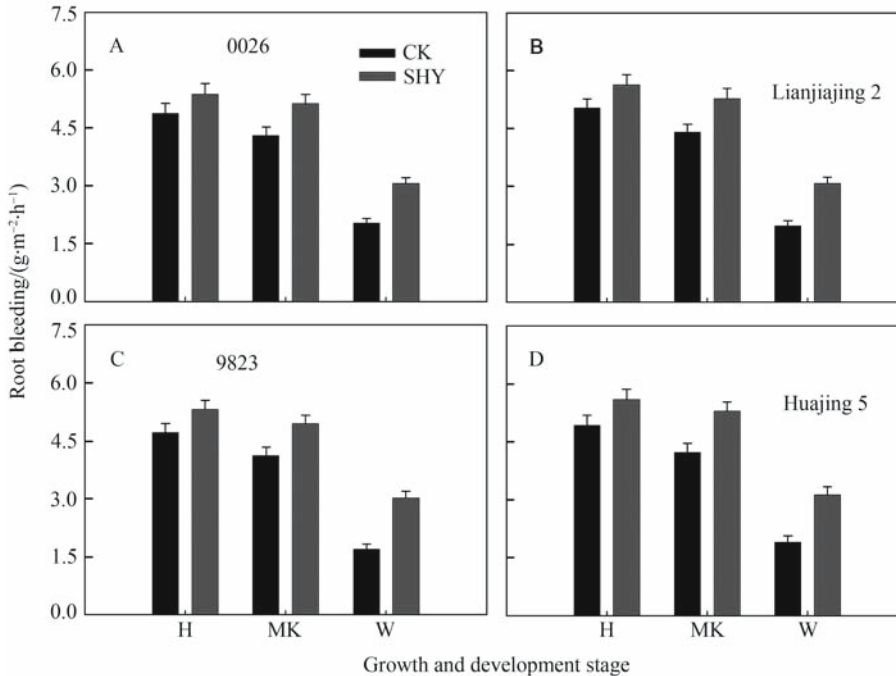 7.5
A
0026
CK
SHY
6.0
4.5
3.0
1.5
0.0
B
Lianjiajing 2
7.5
C
9823
6.0
4.5
3.0
1.5
0.0
H
MK
W
D
Huajing 5
H
MK
W
Root bleeding/(g·m⁻²·h⁻¹)
Growth and development stage